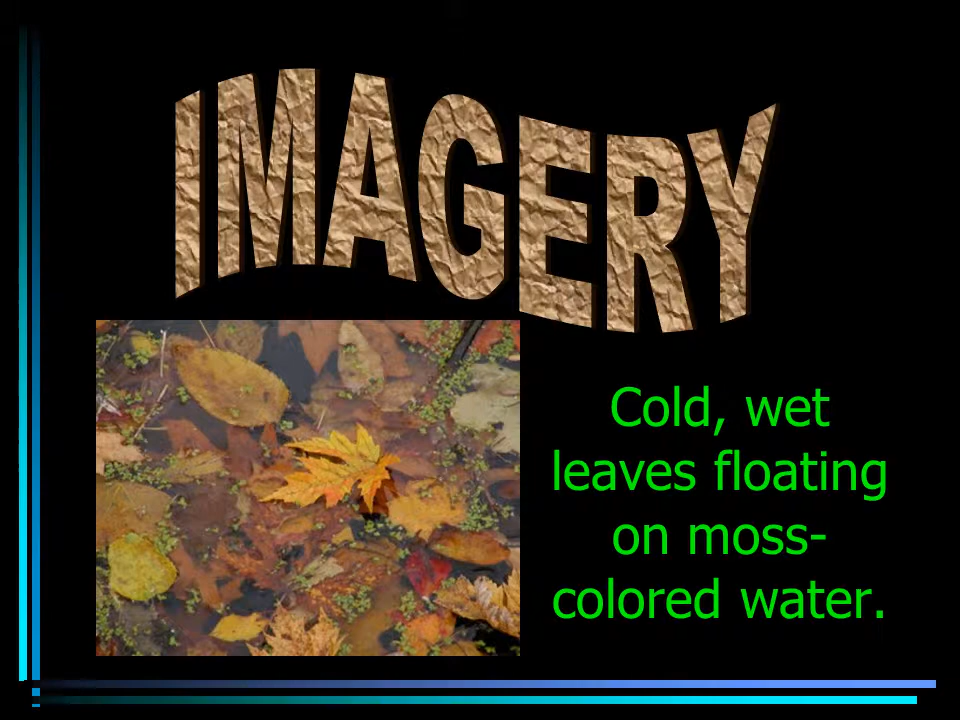 IMAGERY
Cold, wet
leaves floating
on moss-
colored water.